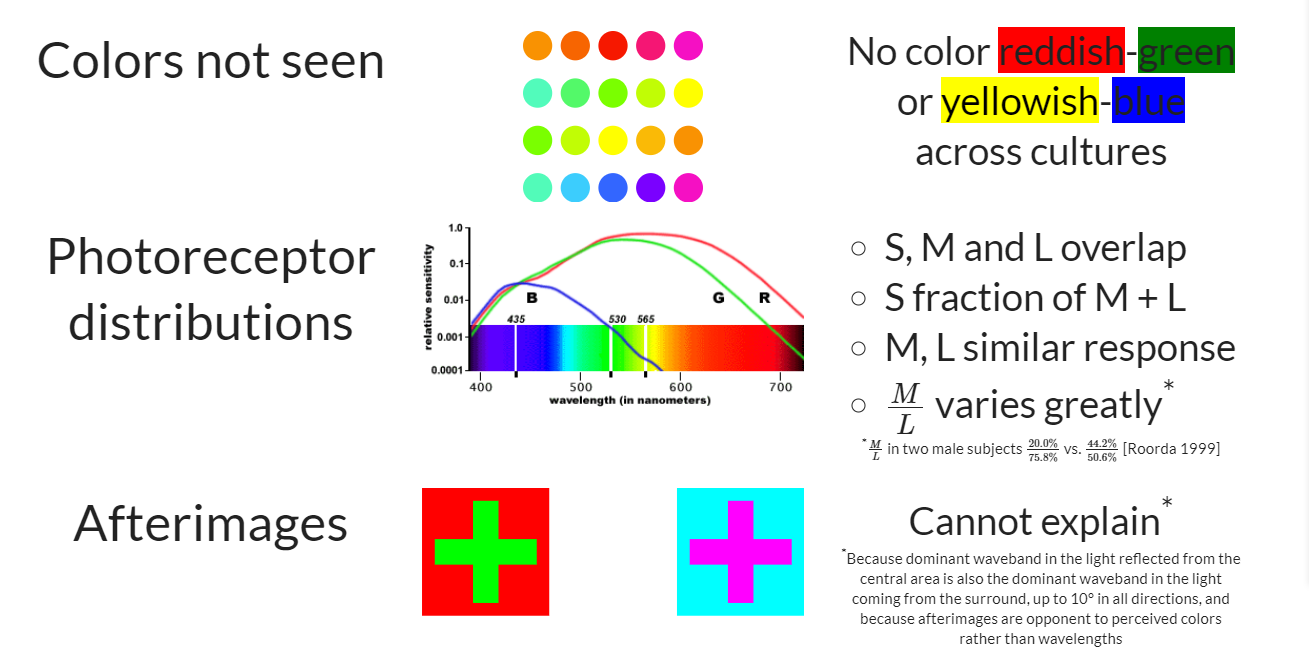 Colors not seen
No color reddish-green
or yellowish-blue
across cultures
Photoreceptor
distributions
relative sensitivity
1.0
0.1
0.01
0.001
0.0001
B
G
R
435
530
565
400
500
600
700
wavelength (in nanometers)
○ S, M and L overlap
○ S fraction of M + L
○ M, L similar response
○ M/L varies greatly*
*M/L in two male subjects 20.0%/75.8% vs. 44.2%/50.6% [Roorda 1999]
Afterimages
Cannot explain*
*Because dominant waveband in the light reflected from the
central area is also the dominant waveband in the light
coming from the surround, up to 10° in all directions, and
because afterimages are opponent to perceived colors
rather than wavelengths